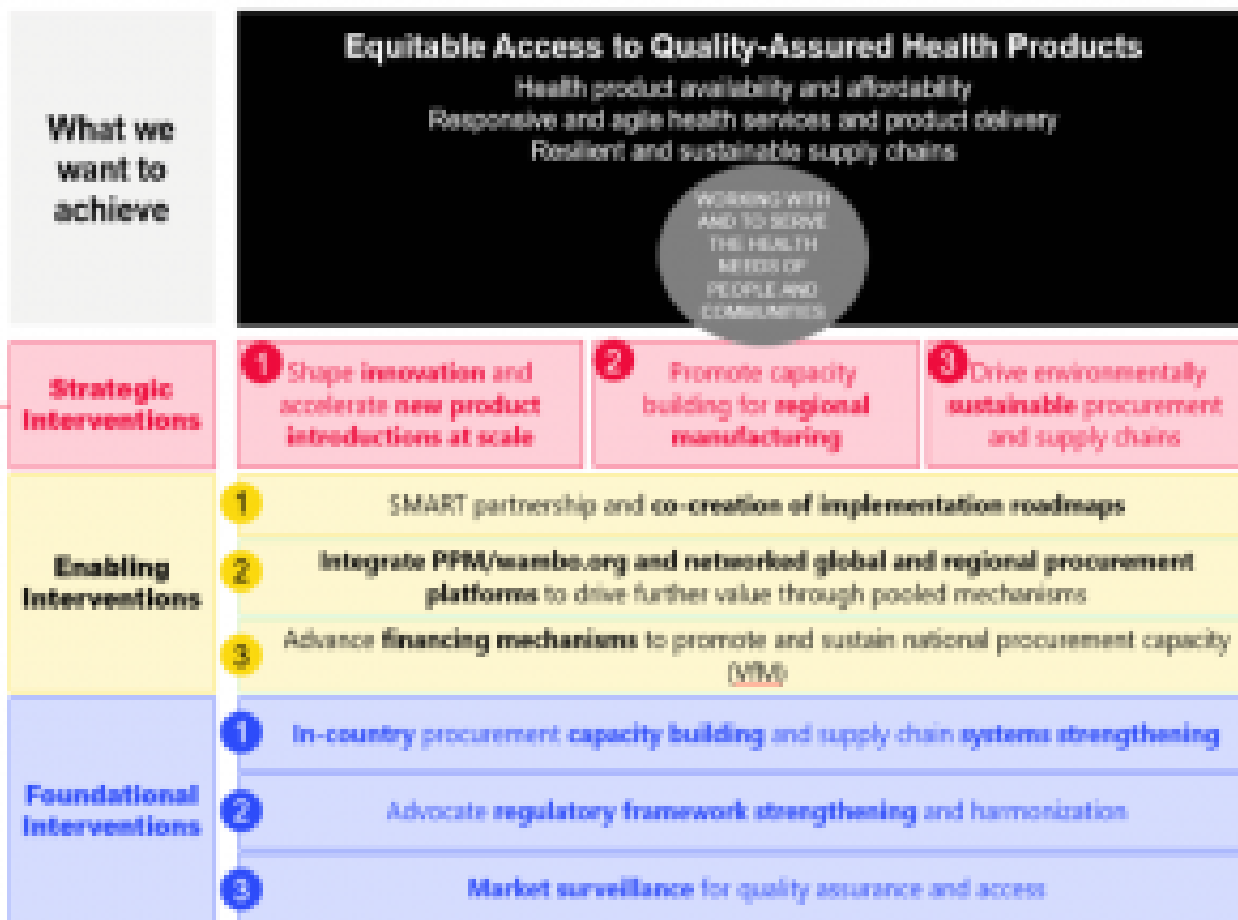 What we
want to
achieve
Equitable Access to Quality-Assured Health Products
Health product availability and affordability
Responsive and agile health services and product delivery
Resilient and sustainable supply chains
WORKING WITH
AND TO SERVE
THE HEALTH
NEEDS OF
PEOPLE AND
COMMUNITIES
Strategic
Interventions
1
Shape innovation and
accelerate new product
introductions at scale
2
Promote capacity
building for regional
manufacturing
3
Drive environmentally
sustainable procurement
and supply chains
Enabling
Interventions
1
SMART partnership and co-creation of implementation roadmaps
2
Integrate PPM/wambo.org and networked global and regional procurement
platforms to drive further value through pooled mechanisms
3
Advance financing mechanisms to promote and sustain national procurement capacity
(VfM)
Foundational
Interventions
1
In-country procurement capacity building and supply chain systems strengthening
2
Advocate regulatory framework strengthening and harmonization
3
Market surveillance for quality assurance and access